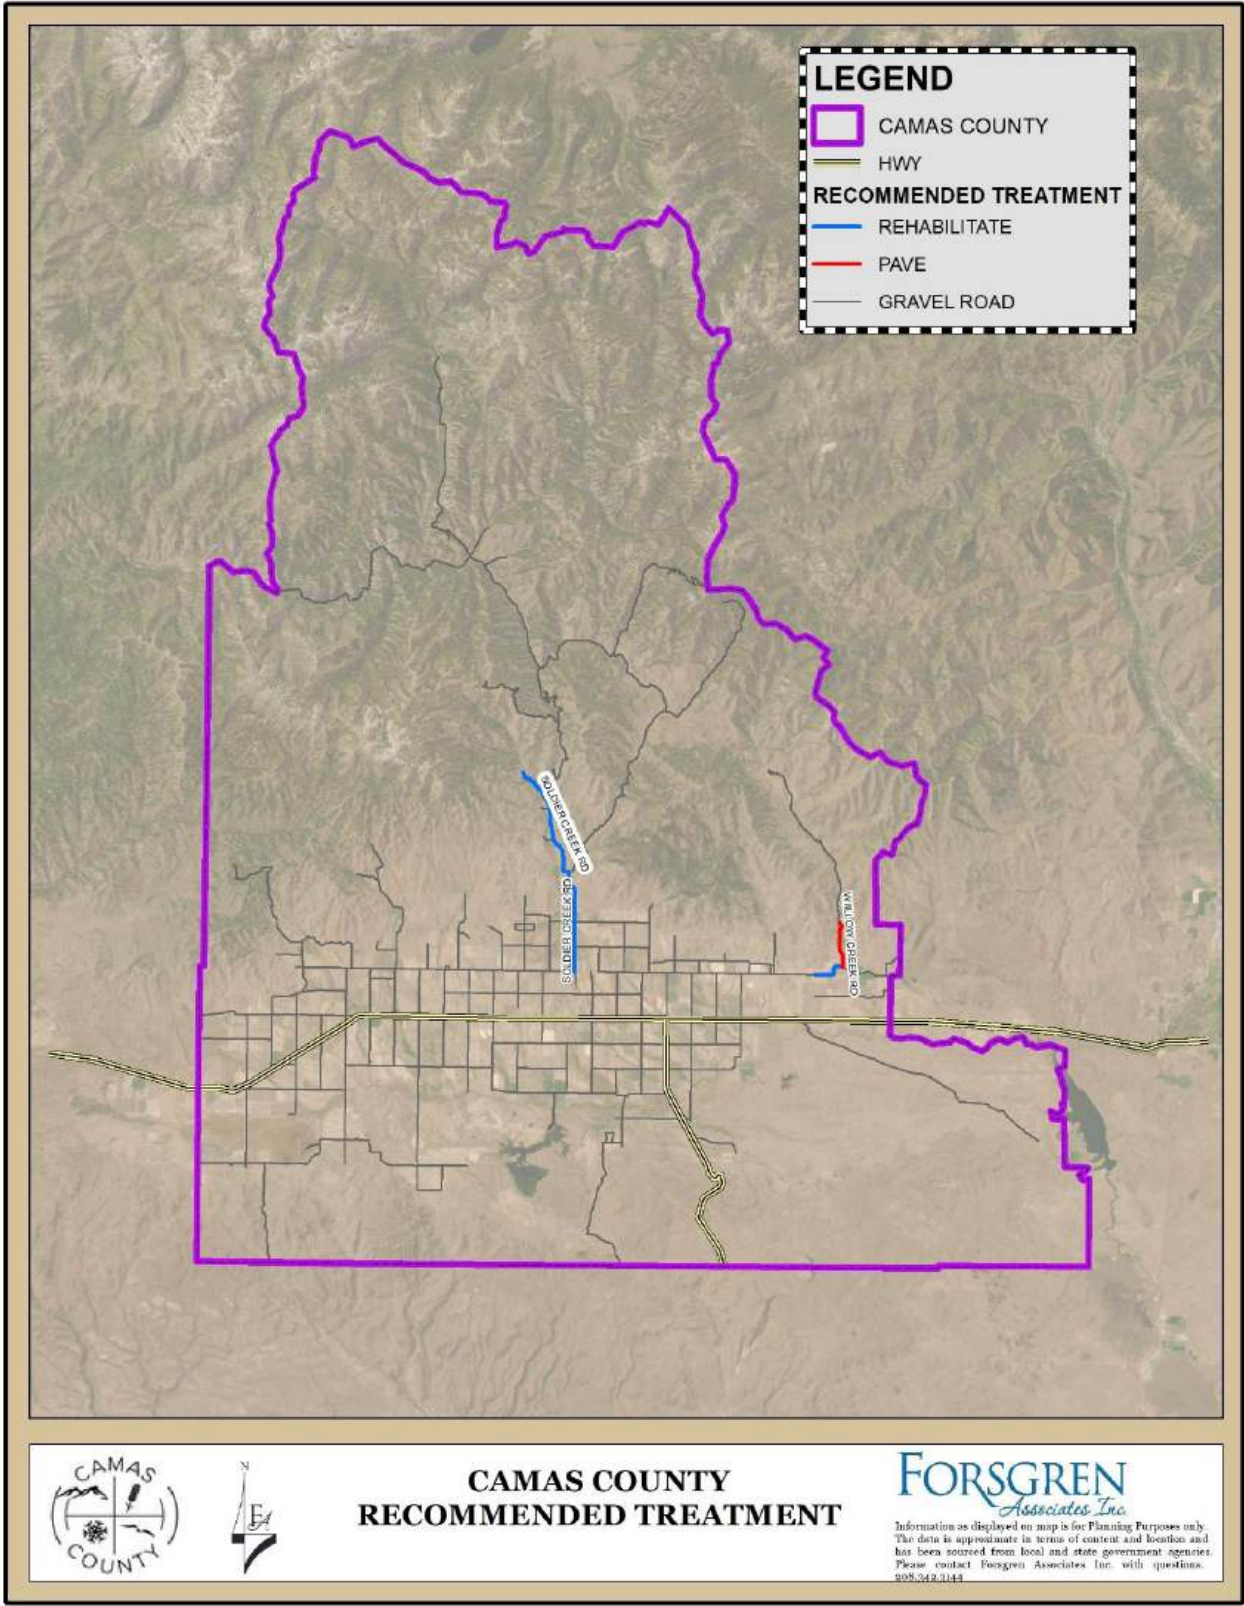 LEGEND
CAMAS COUNTY
HWY
RECOMMENDED TREATMENT
REHABILITATE
PAVE
GRAVEL ROAD
SOLDIER CREEK RD
SOLDIER CREEK RD
WILLOW CREEK RD
CAMAS
COUNTY
N
FA
CAMAS COUNTY
RECOMMENDED TREATMENT
FORSGREN
Associates Inc.
Information as displayed on map is for Planning Purposes only.
The data is approximate in terms of content and location and
has been sourced from local and state government agencies.
Please contact Forsgren Associates Inc. with questions.
208.342.3144